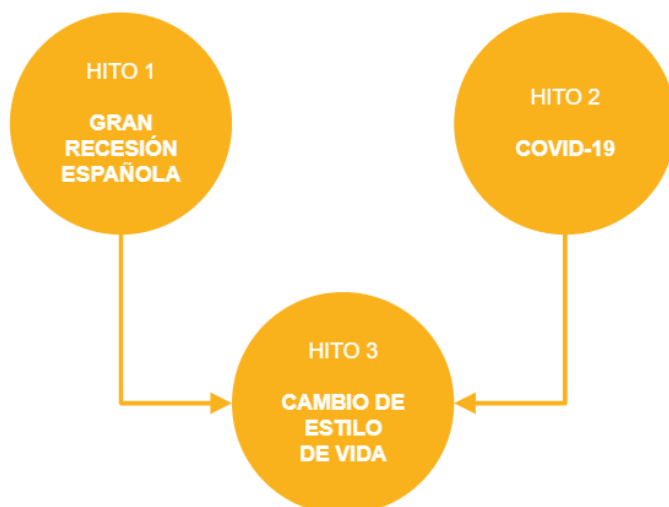 HITO 1
GRAN
RECESIÓN
ESPAÑOLA
HITO 2
COVID-19
HITO 3
CAMBIO DE
ESTILO
DE VIDA